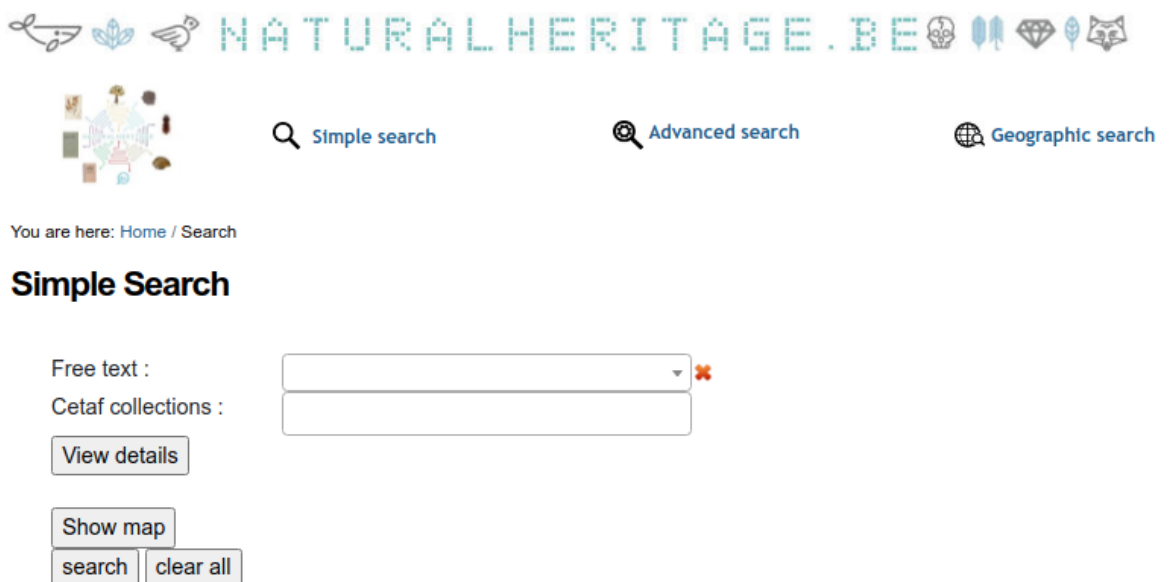 NATURALHERITAGE.BE
Simple search
Advanced search
Geographic search
You are here: Home / Search
Simple Search
Free text :
Cetaf collections :
View details
Show map
search clear all